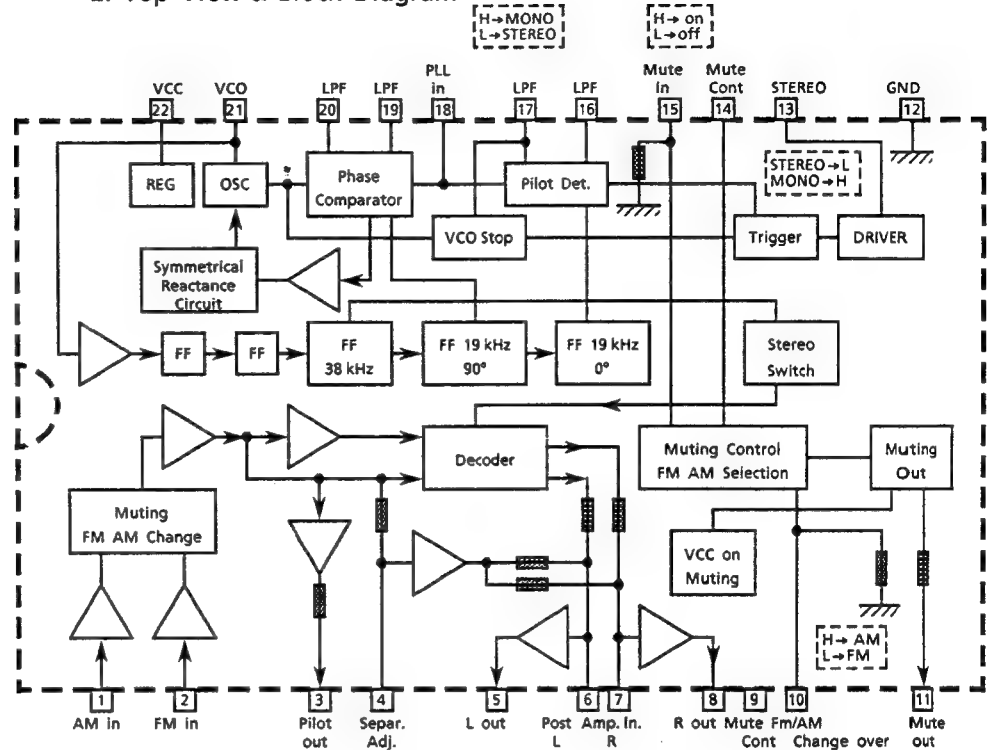 2. Top View & Block Diagram
H→MONO
L→STEREO
H→ on
L→off
VCC
VCO
LPF
LPF
PLL
in
LPF
LPF
Mute
In
Mute
Cont
STEREO
GND
22
21
20
19
18
17
16
15
14
13
12
REG
OSC
Phase
Comparator
Pilot Det.
STEREO→L
MONO→H
VCO Stop
Trigger
DRIVER
Symmetrical
Reactance
Circuit
FF
FF
FF
38 kHz
FF 19 kHz
90°
FF 19 kHz
0°
Stereo
Switch
Decoder
Muting Control
FM AM Selection
Muting
Out
Muting
FM AM Change
VCC on
Muting
H→ AM
L→FM
1
2
3
4
5
6
7
8
9
10
11
AM in
FM in
Pilot
out
Separ.
Adj.
L out
Post Amp. In.
L
R
R out
Mute
Cont
Fm/AM
Change over
Mute
out